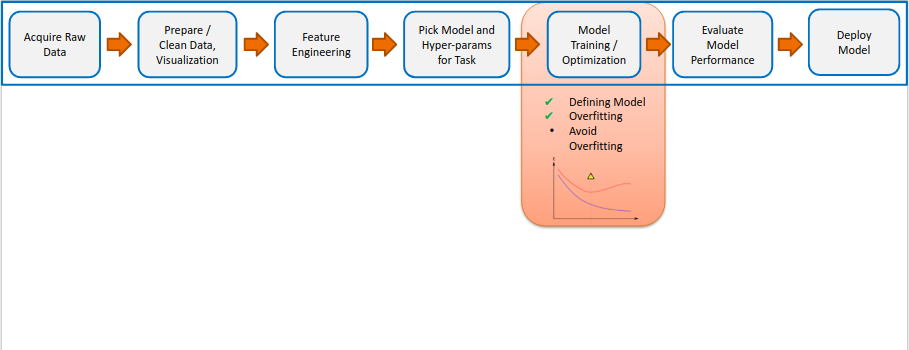 Acquire Raw
Data
Prepare /
Clean Data,
Visualization
Feature
Engineering
Pick Model and
Hyper-params
for Task
Model
Training /
Optimization
Evaluate
Model
Performance
Deploy
Model
✔ Defining Model
✔ Overfitting
• Avoid
Overfitting